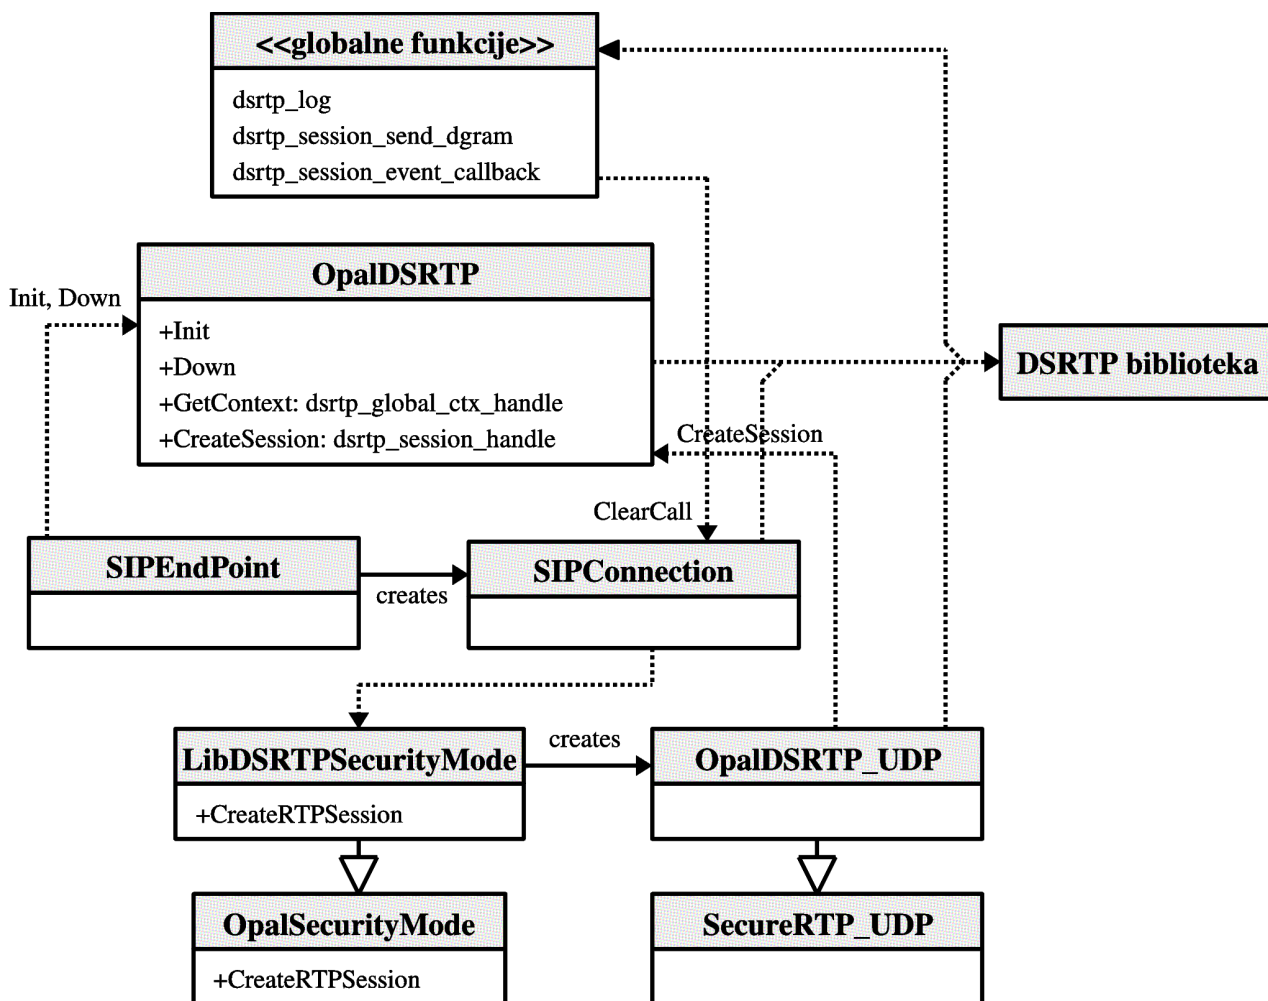 <<globalne funkcije>>
dsrtp_log
dsrtp_session_send_dgram
dsrtp_session_event_callback
OpalDSRTP
Init, Down
+Init
+Down
+GetContext: dsrtp_global_ctx_handle
+CreateSession: dsrtp_session_handle
DSRTP biblioteka
CreateSession
ClearCall
SIPEndPoint
creates
SIPConnection
LibDSRTPSecurityMode
+CreateRTPSession
creates
OpalDSRTP_UDP
OpalSecurityMode
+CreateRTPSession
SecureRTP_UDP